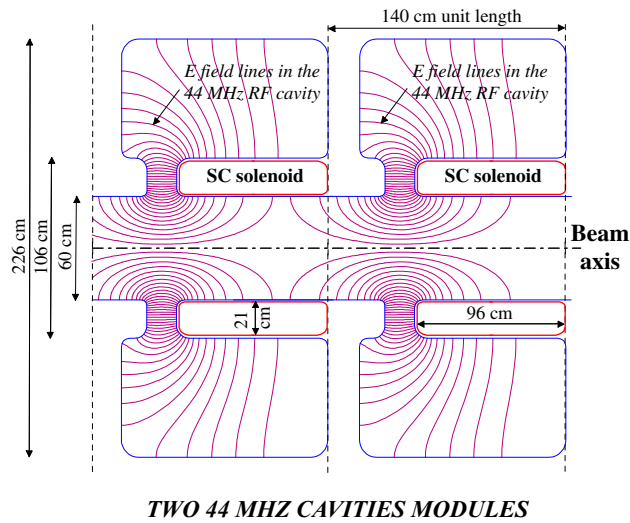 140 cm unit length
E field lines in the
44 MHz RF cavity
E field lines in the
44 MHz RF cavity
SC solenoid
SC solenoid
226 cm
106 cm
60 cm
Beam
axis
21
cm
96 cm
TWO 44 MHZ CAVITIES MODULES